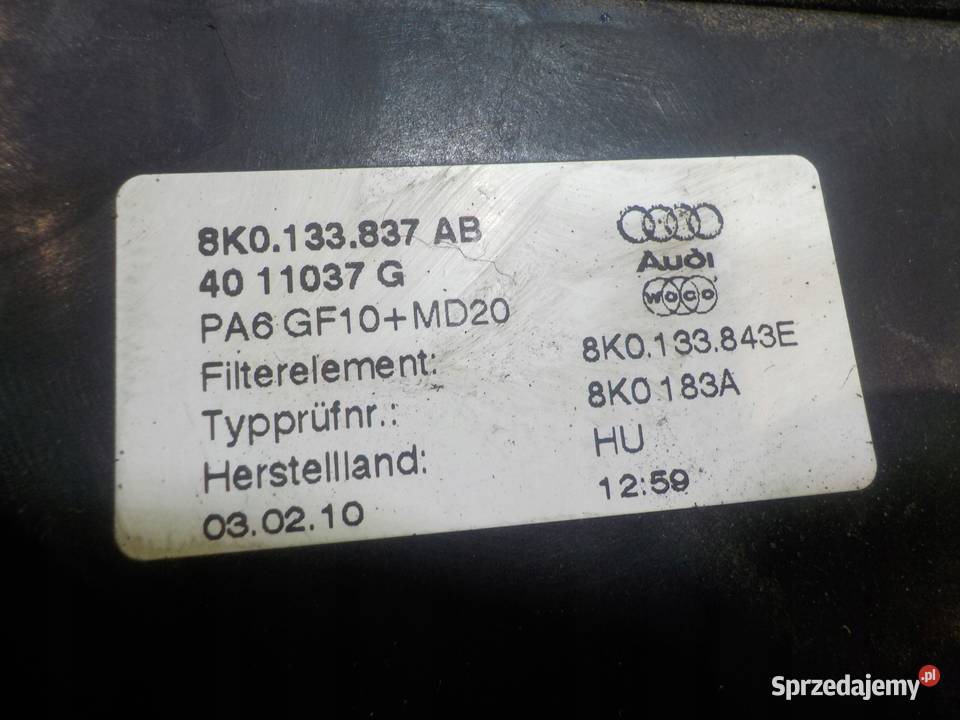 8K0.133.837 AB
40 11037 G
PA6 GF10+MD20
Audi
WOCO
Filterelement: 8K0.133.843E
Typprüfnr.: 8K0 183A
Herstellland: HU
03.02.10 12:59
Sprzedajemy.pl